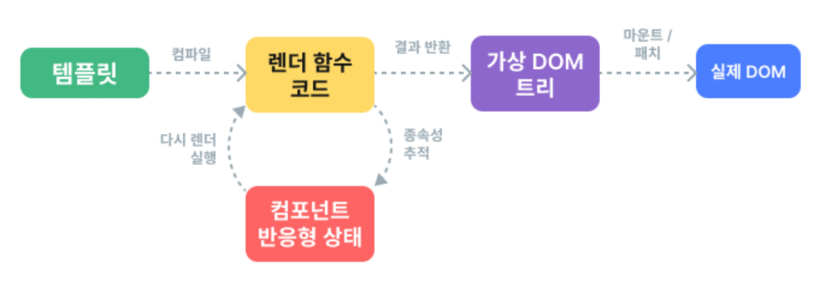 템플릿
컴파일
렌더 함수
코드
결과 반환
가상 DOM
트리
마운트 /
패치
실제 DOM
다시 렌더
실행
종속성
추적
컴포넌트
반응형 상태